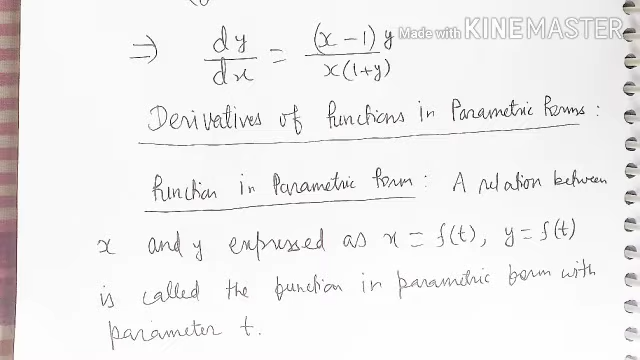 ⇒ dy/dx = (x-1)y / x(1+y)
Made with KINEMASTER
Derivatives of functions in Parametric forms:
function in Parametric form: A relation between
x and y expressed as x = f(t), y = f(t)
is called the function in parametric form with
parameter t.